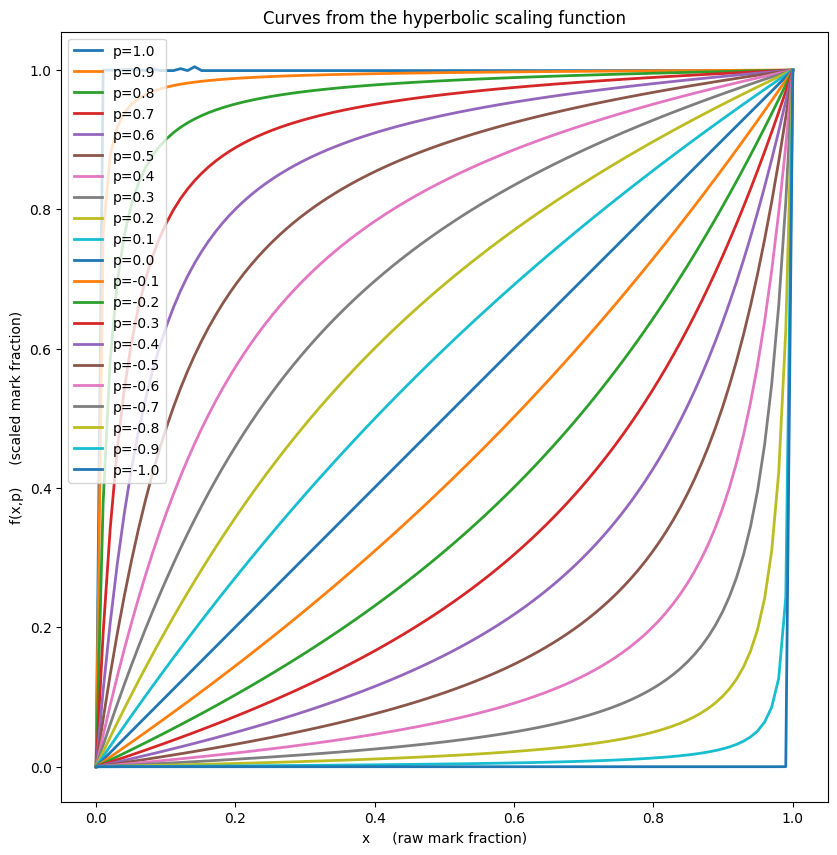 Curves from the hyperbolic scaling function
p=1.0
p=0.9
p=0.8
p=0.7
p=0.6
p=0.5
p=0.4
p=0.3
p=0.2
p=0.1
p=0.0
p=-0.1
p=-0.2
p=-0.3
p=-0.4
p=-0.5
p=-0.6
p=-0.7
p=-0.8
p=-0.9
p=-1.0
1.0
0.8
0.6
0.4
0.2
0.0
f(x,p) (scaled mark fraction)
0.0 0.2 0.4 0.6 0.8 1.0
x (raw mark fraction)